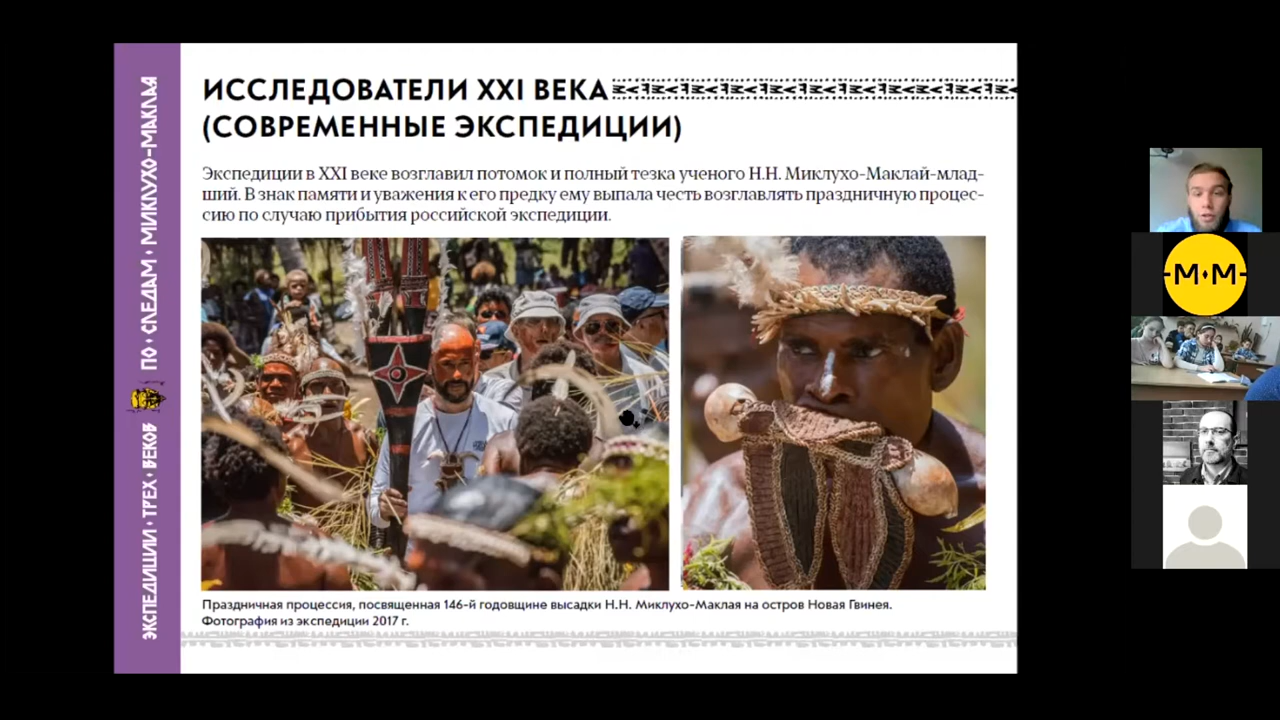 ИССЛЕДОВАТЕЛИ XXI ВЕКА
(СОВРЕМЕННЫЕ ЭКСПЕДИЦИИ)
Экспедиции в XXI веке возглавил потомок и полный тезка ученого Н.Н. Миклухо-Маклай-млад-
ший. В знак памяти и уважения к его предку ему выпала честь возглавлять праздничную процес-
сию по случаю прибытия российской экспедиции.
Праздничная процессия, посвященная 146-й годовщине высадки Н.Н. Миклухо-Маклая на остров Новая Гвинея.
Фотография из экспедиции 2017 г.
ЭКСПЕДИЦИИ • ТРЕХ • ВЕКОВ
ПО • СЛЕДАМ • МИКЛУХО-МАКЛАЯ
М•М